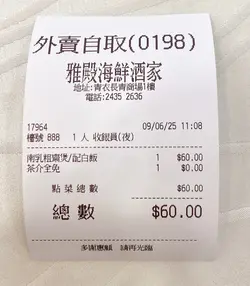 外賣自取(0198)
雅殿海鮮酒家
地址:青衣長青商場1樓
電話:2435 2636
17964 09/06/25 11:08
檯號 888 1 人 收銀員(夜)
南乳粗齋煲/配白飯 1 $60.00
茶介全免 1 $0.00
點菜總數 $60.00
總數 $60.00
多謝惠顧 請再光臨